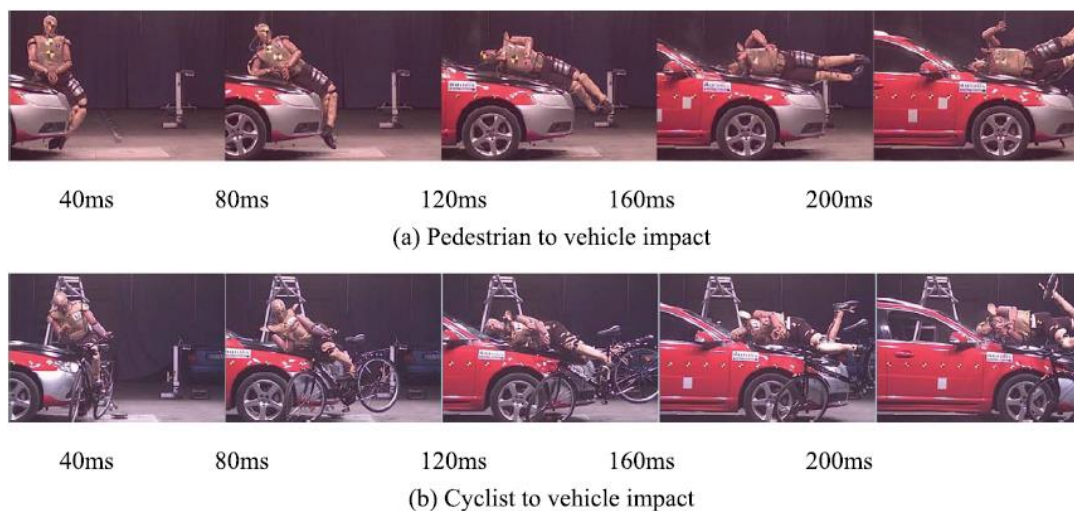 40ms 80ms 120ms 160ms 200ms
(a) Pedestrian to vehicle impact
40ms 80ms 120ms 160ms 200ms
(b) Cyclist to vehicle impact